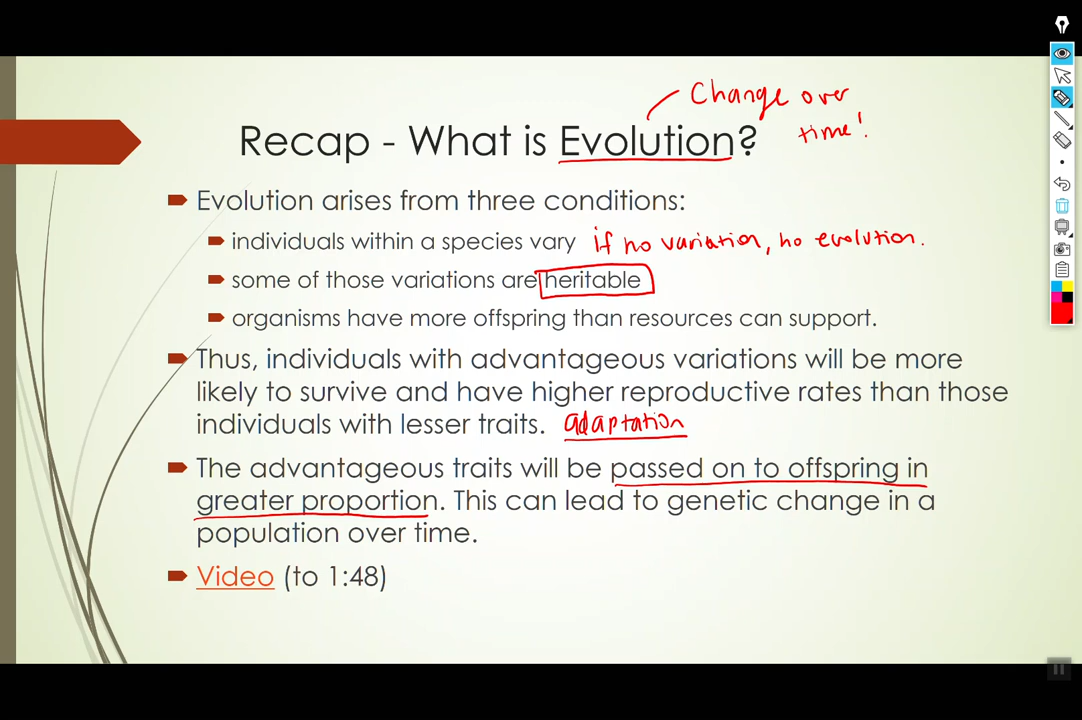 Change over
time!
Recap - What is Evolution?
Evolution arises from three conditions:
individuals within a species vary if no variation, no evolution.
some of those variations are heritable
organisms have more offspring than resources can support.
Thus, individuals with advantageous variations will be more
likely to survive and have higher reproductive rates than those
individuals with lesser traits. adaptation
The advantageous traits will be passed on to offspring in
greater proportion. This can lead to genetic change in a
population over time.
Video (to 1:48)